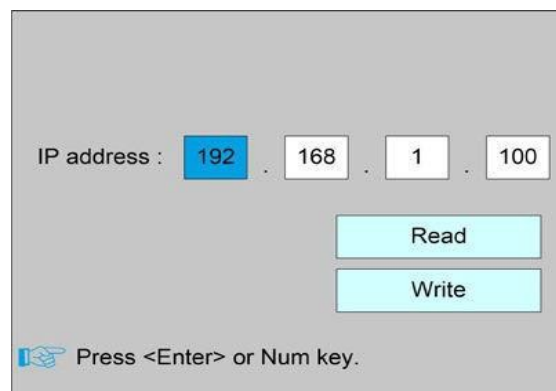 IP address : 192 . 168 . 1 . 100
Read
Write
Press <Enter> or Num key.